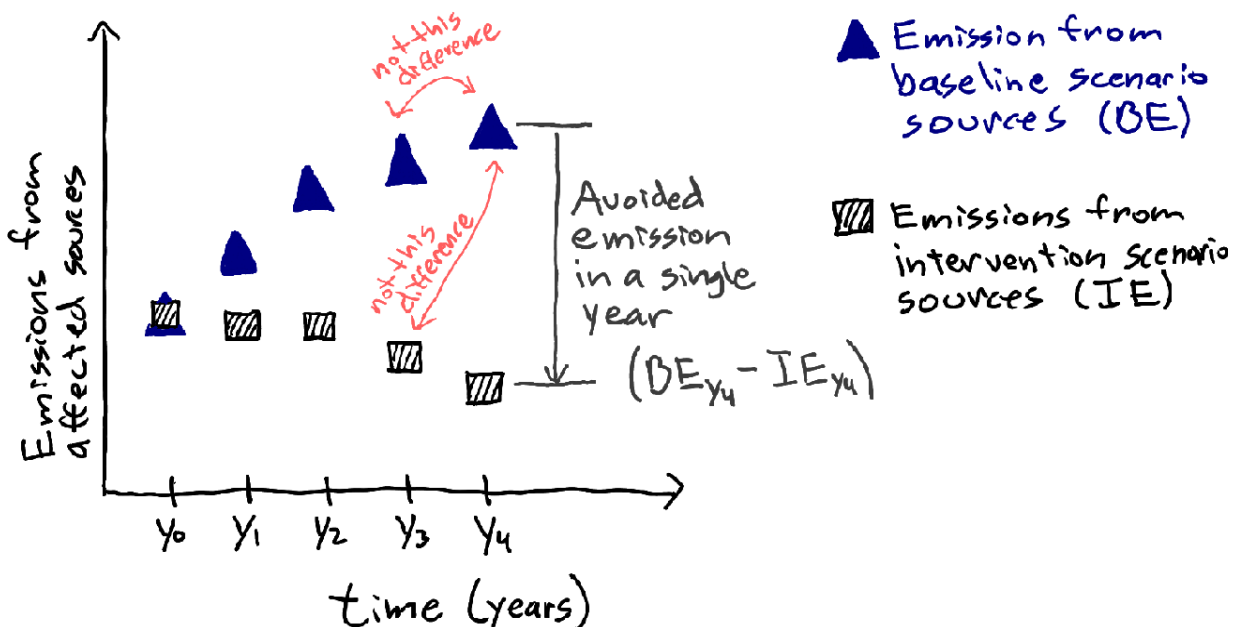 Emissions from
affected sources
not this
difference
not this
difference
Avoided
emission
in a single
year
(BEy4 - IEy4)
y0 y1 y2 y3 y4
time (years)
Emission from
baseline scenario
sources (BE)
Emissions from
intervention scenario
sources (IE)